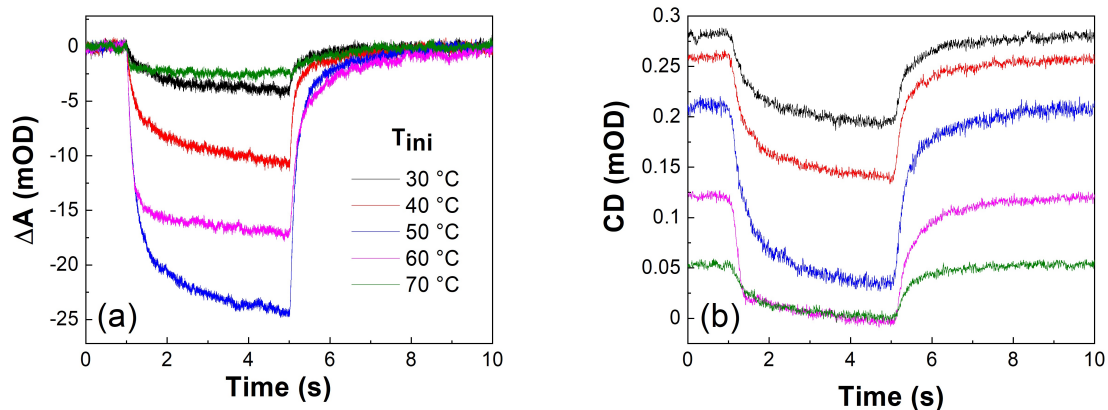 0
-5
-10
-15
-20
-25
0 2 4 6 8 10
ΔA (mOD)
Time (s)
(a)
Tini
30 °C
40 °C
50 °C
60 °C
70 °C
0.3
0.25
0.2
0.15
0.1
0.05
0
0 2 4 6 8 10
CD (mOD)
Time (s)
(b)